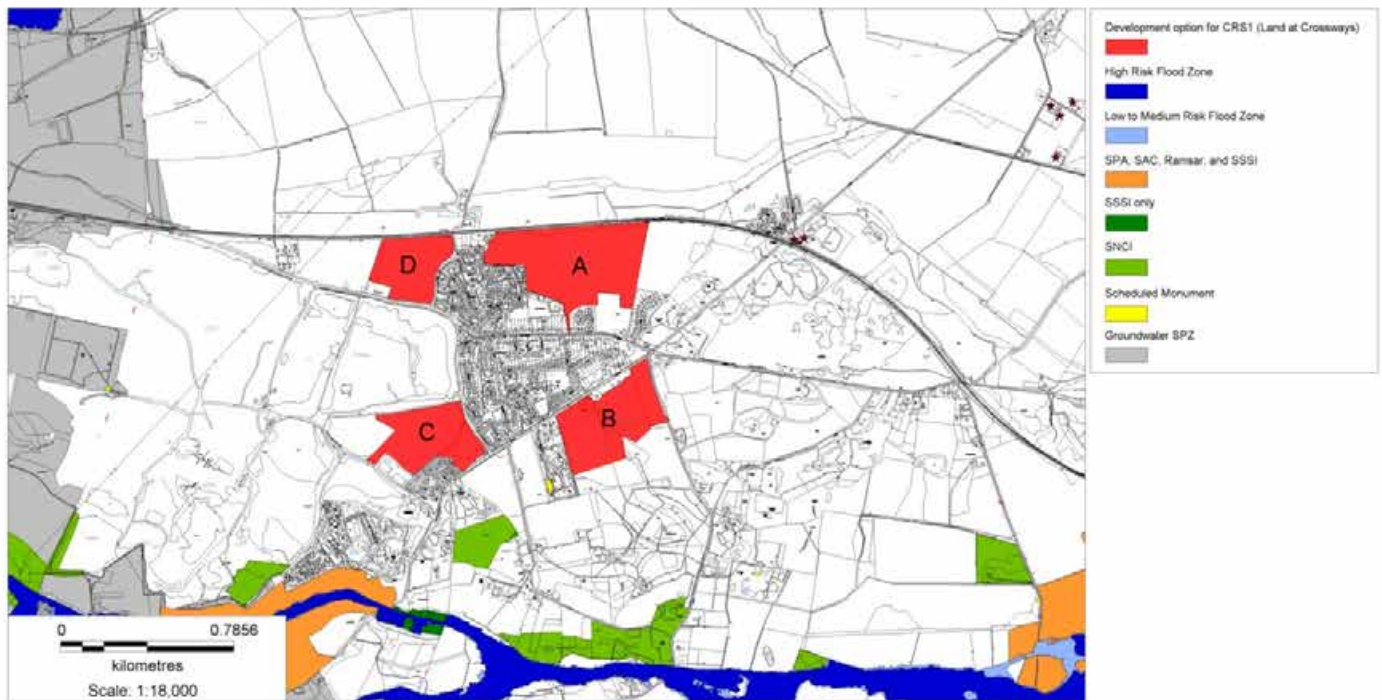 Development option for CRS1 (Land at Crossways)
High Risk Flood Zone
Low to Medium Risk Flood Zone
SPA, SAC, Ramsar, and SSSI
SSSI only
SNCI
Scheduled Monument
Groundwater SPZ
D
A
B
C
0 0.7856
kilometres
Scale: 1:18,000